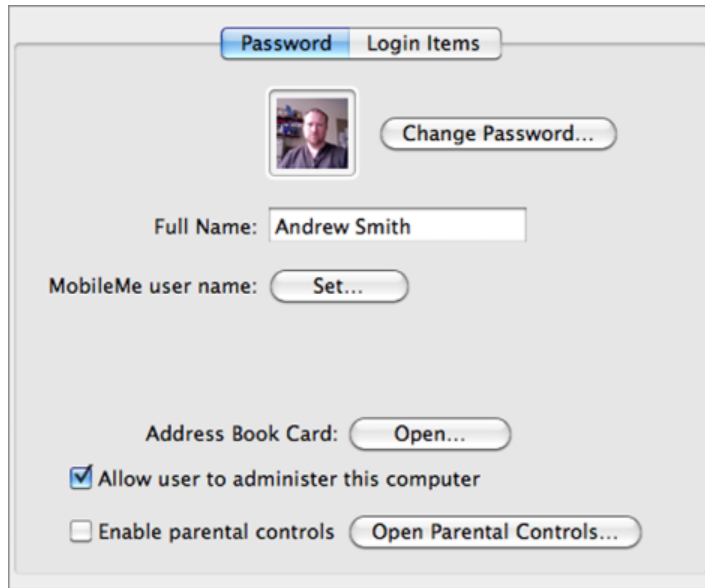 Password Login Items
Change Password...
Full Name: Andrew Smith
MobileMe user name: Set...
Address Book Card: Open...
Allow user to administer this computer
Enable parental controls Open Parental Controls...